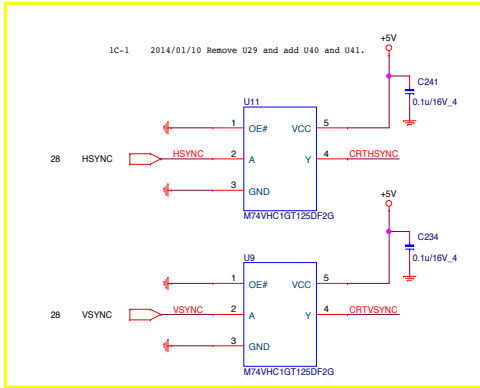 1C-1 2014/01/10 Remove U29 and add U40 and U41.
+5V
C241
0.1u/16V_4
U11
1 OE# VCC 5
28 HSYNC HSYNC 2 A Y 4 CRTHSYNC
3 GND
M74VHC1GT125DF2G
+5V
C234
0.1u/16V_4
U9
1 OE# VCC 5
28 VSYNC VSYNC 2 A Y 4 CRTVSYNC
3 GND
M74VHC1GT125DF2G